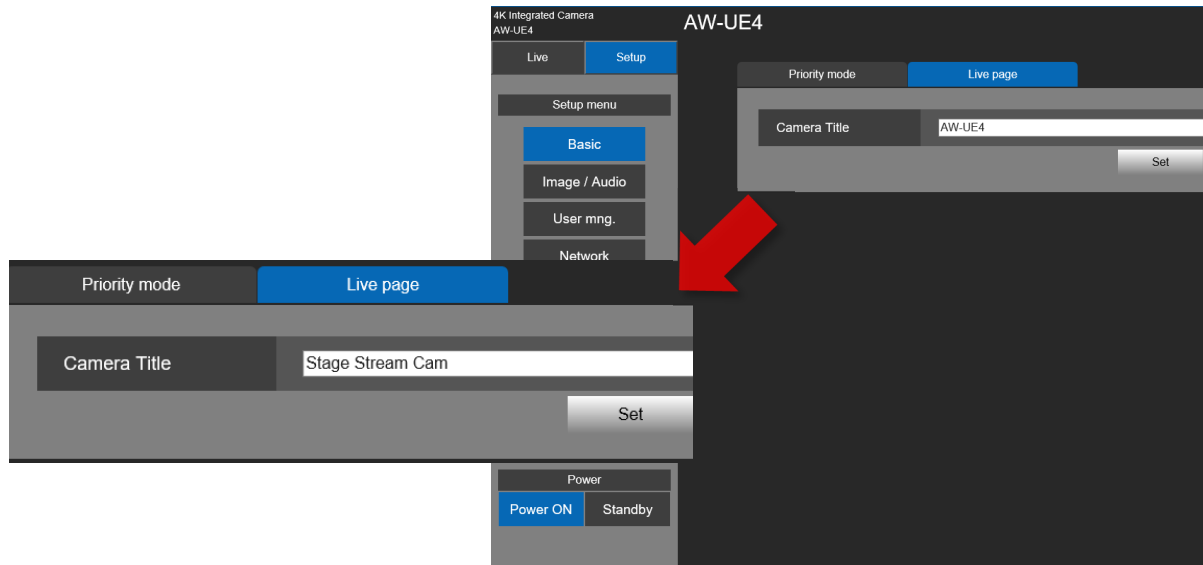 4K Integrated Camera
AW-UE4
AW-UE4
Live Setup
Priority mode Live page
Setup menu
Camera Title AW-UE4
Basic
Set
Image / Audio
User mng.
Network
Priority mode Live page
Camera Title Stage Stream Cam
Set
Power
Power ON Standby